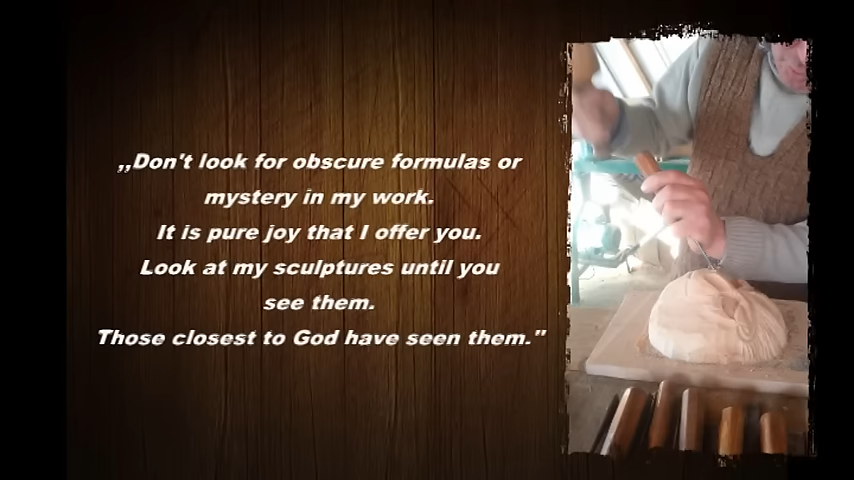 ,,Don't look for obscure formulas or
mystery in my work.
It is pure joy that I offer you.
Look at my sculptures until you
see them.
Those closest to God have seen them."